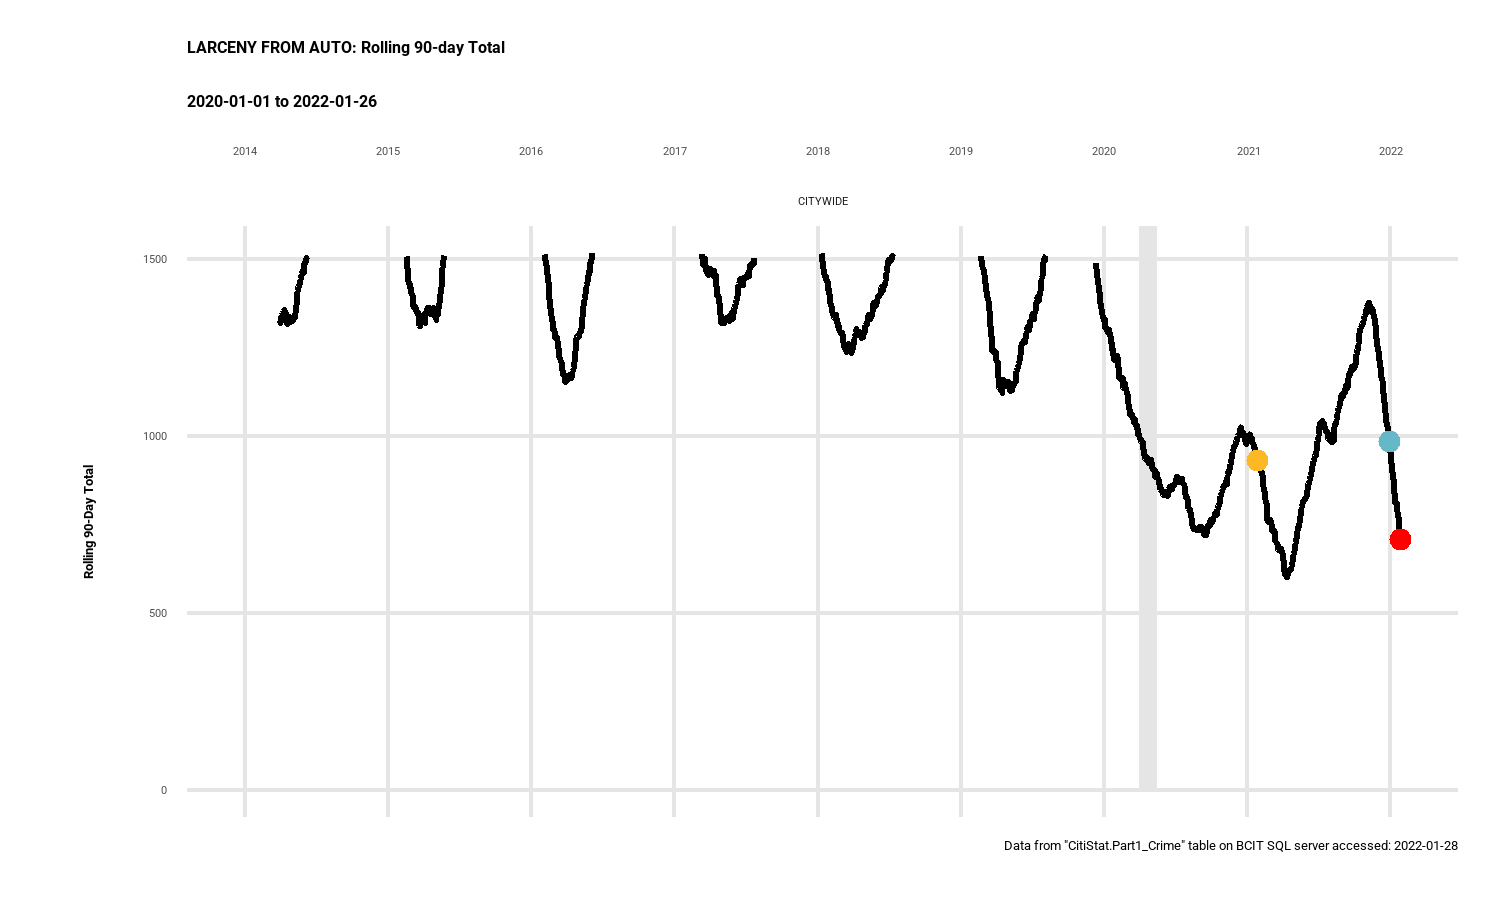 LARCENY FROM AUTO: Rolling 90-day Total
2020-01-01 to 2022-01-26
2014 2015 2016 2017 2018 2019 2020 2021 2022
CITYWIDE
1500
1000
Rolling 90-Day Total
500
0
Data from "CitiStat.Part1_Crime" table on BCIT SQL server accessed: 2022-01-28